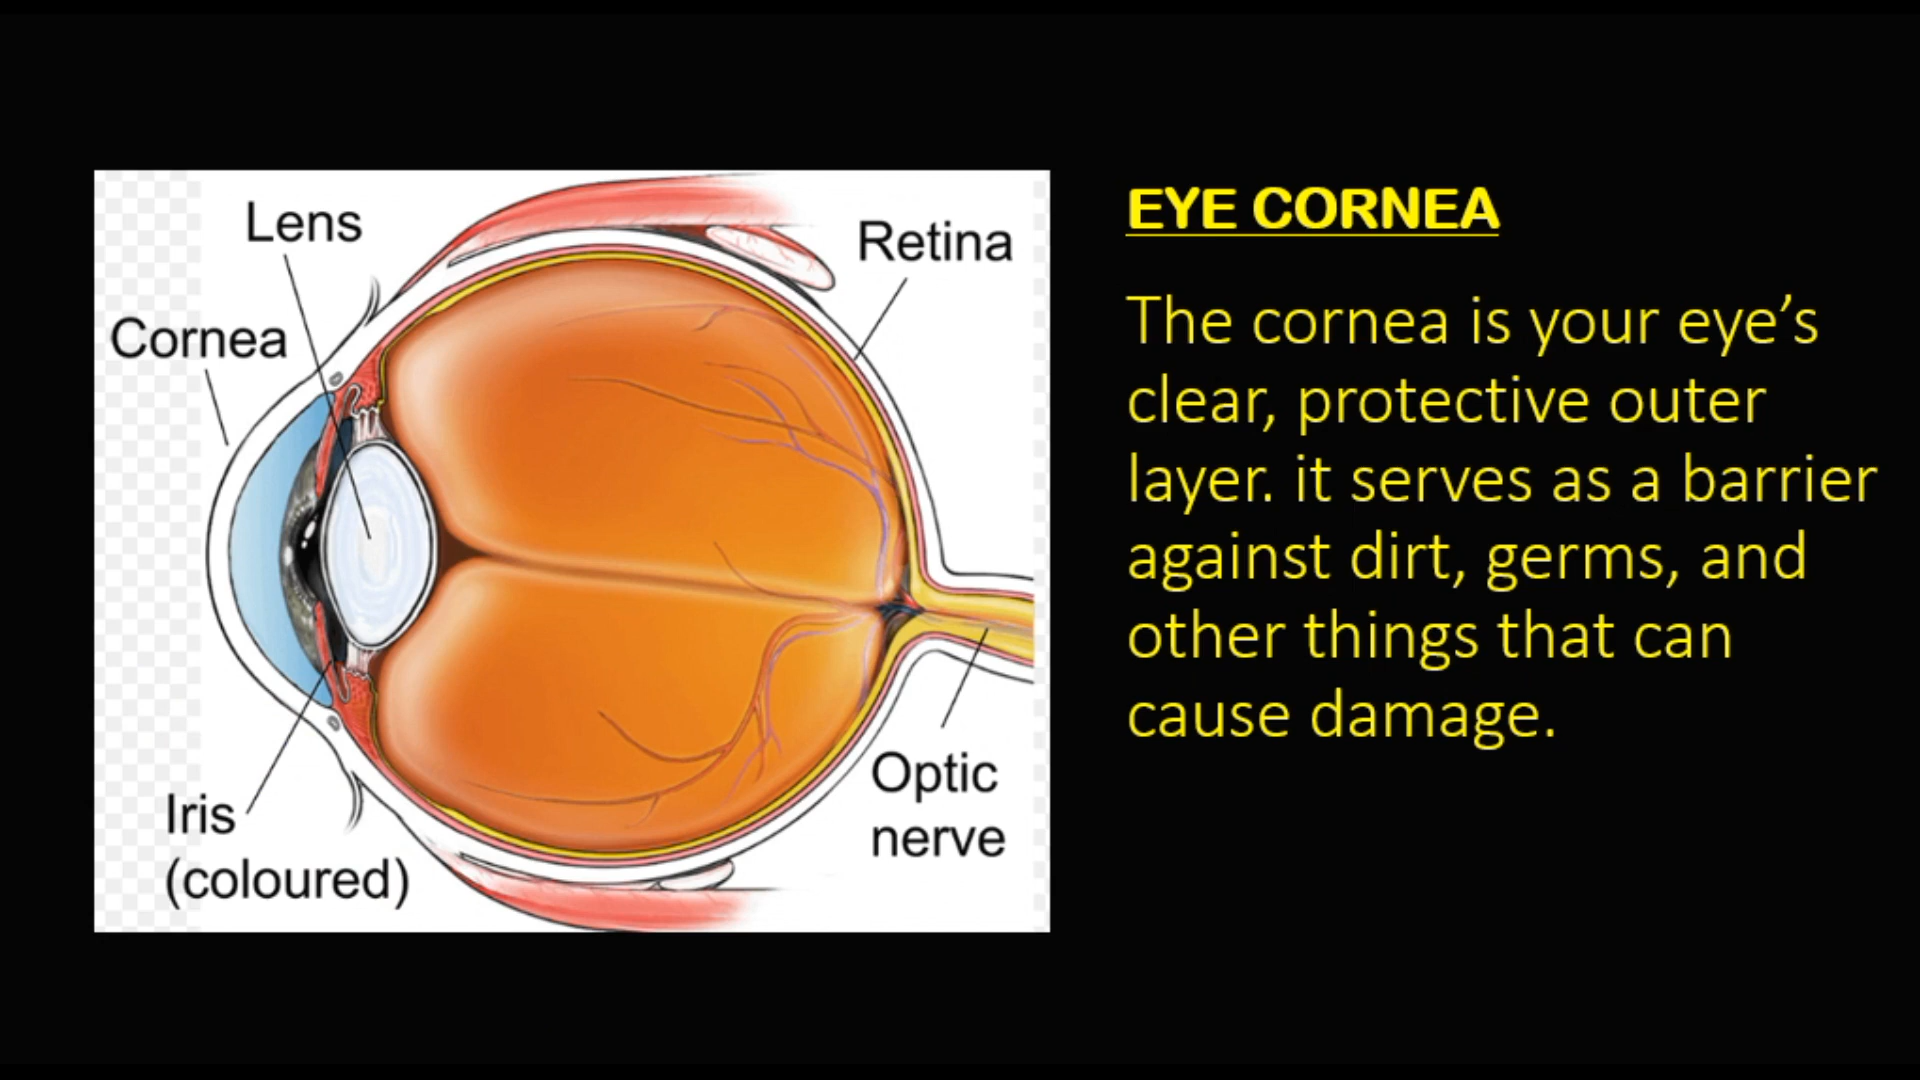 Lens
Retina
Cornea
Iris
(coloured)
Optic
nerve
EYE CORNEA
The cornea is your eye’s
clear, protective outer
layer. it serves as a barrier
against dirt, germs, and
other things that can
cause damage.